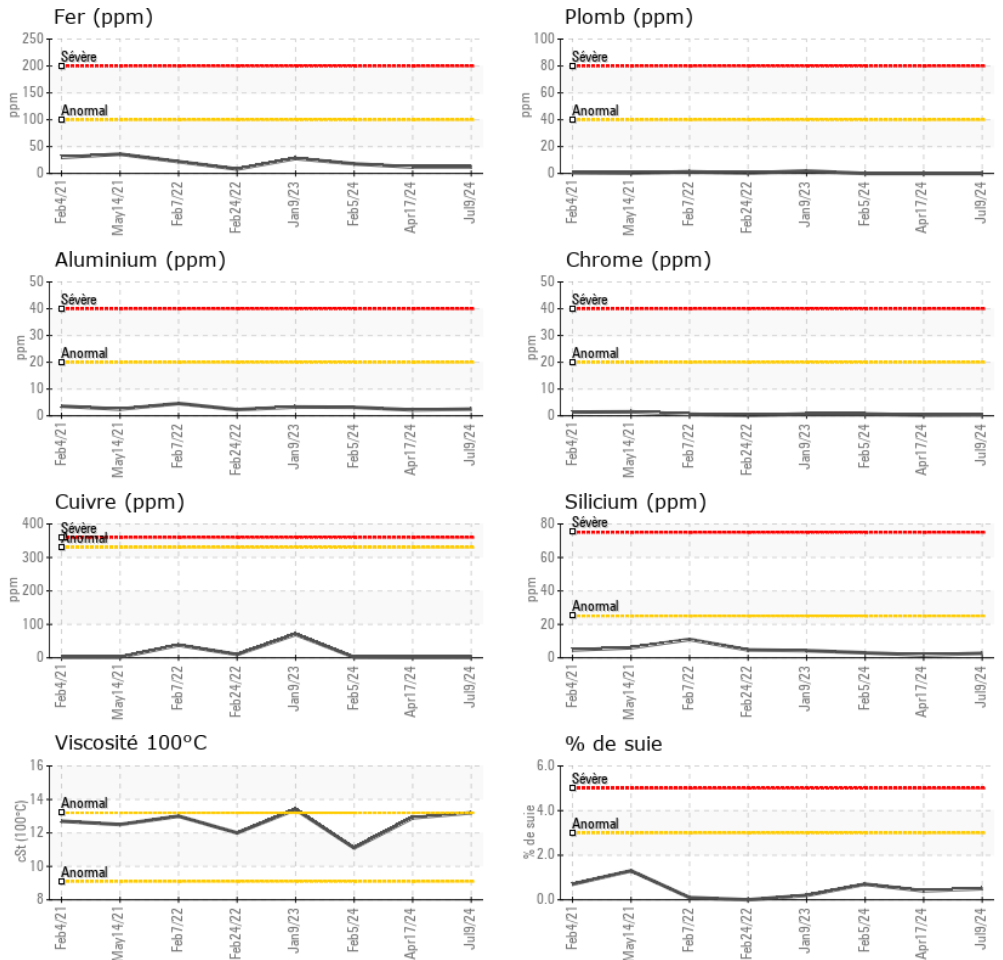 Fer (ppm)
250
200
150
100
50
0
ppm
Sévère
Anormal
Feb4/21
May14/21
Feb7/22
Feb24/22
Jan9/23
Feb5/24
Apr17/24
Jul9/24
Plomb (ppm)
100
80
60
40
20
0
ppm
Sévère
Anormal
Feb4/21
May14/21
Feb7/22
Feb24/22
Jan9/23
Feb5/24
Apr17/24
Jul9/24
Aluminium (ppm)
50
40
30
20
10
0
ppm
Sévère
Anormal
Feb4/21
May14/21
Feb7/22
Feb24/22
Jan9/23
Feb5/24
Apr17/24
Jul9/24
Chrome (ppm)
50
40
30
20
10
0
ppm
Sévère
Anormal
Feb4/21
May14/21
Feb7/22
Feb24/22
Jan9/23
Feb5/24
Apr17/24
Jul9/24
Cuivre (ppm)
400
300
200
100
0
ppm
Sévère
Anormal
Feb4/21
May14/21
Feb7/22
Feb24/22
Jan9/23
Feb5/24
Apr17/24
Jul9/24
Silicium (ppm)
80
60
40
20
0
ppm
Sévère
Anormal
Feb4/21
May14/21
Feb7/22
Feb24/22
Jan9/23
Feb5/24
Apr17/24
Jul9/24
Viscosité 100°C
16
14
12
10
8
cSt (100°C)
Anormal
Anormal
Feb4/21
May14/21
Feb7/22
Feb24/22
Jan9/23
Feb5/24
Apr17/24
Jul9/24
% de suie
6.0
4.0
2.0
0.0
% de suie
Sévère
Anormal
Feb4/21
May14/21
Feb7/22
Feb24/22
Jan9/23
Feb5/24
Apr17/24
Jul9/24